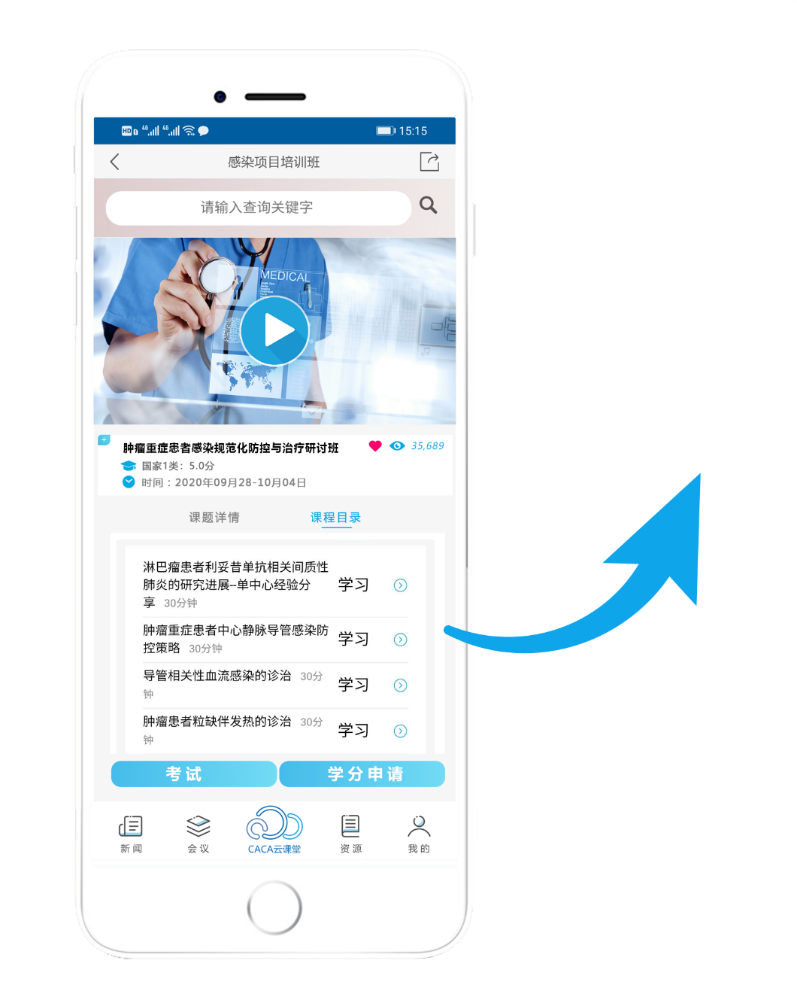 HD 4G 4G 15:15
感染项目培训班
请输入查询关键字
MEDICAL
肿瘤重症患者感染规范化防控与治疗研讨班 35,689
国家1类：5.0分
时间：2020年09月28-10月04日
课题详情 课程目录
淋巴瘤患者利妥昔单抗相关间质性
肺炎的研究进展--单中心经验分
享 30分钟
学习
肿瘤重症患者中心静脉导管感染防
控策略 30分钟
学习
导管相关性血流感染的诊治 30分
钟
学习
肿瘤患者粒缺伴发热的诊治 30分
钟
学习
考试 学分申请
新闻 会议 CACA云课堂 资源 我的